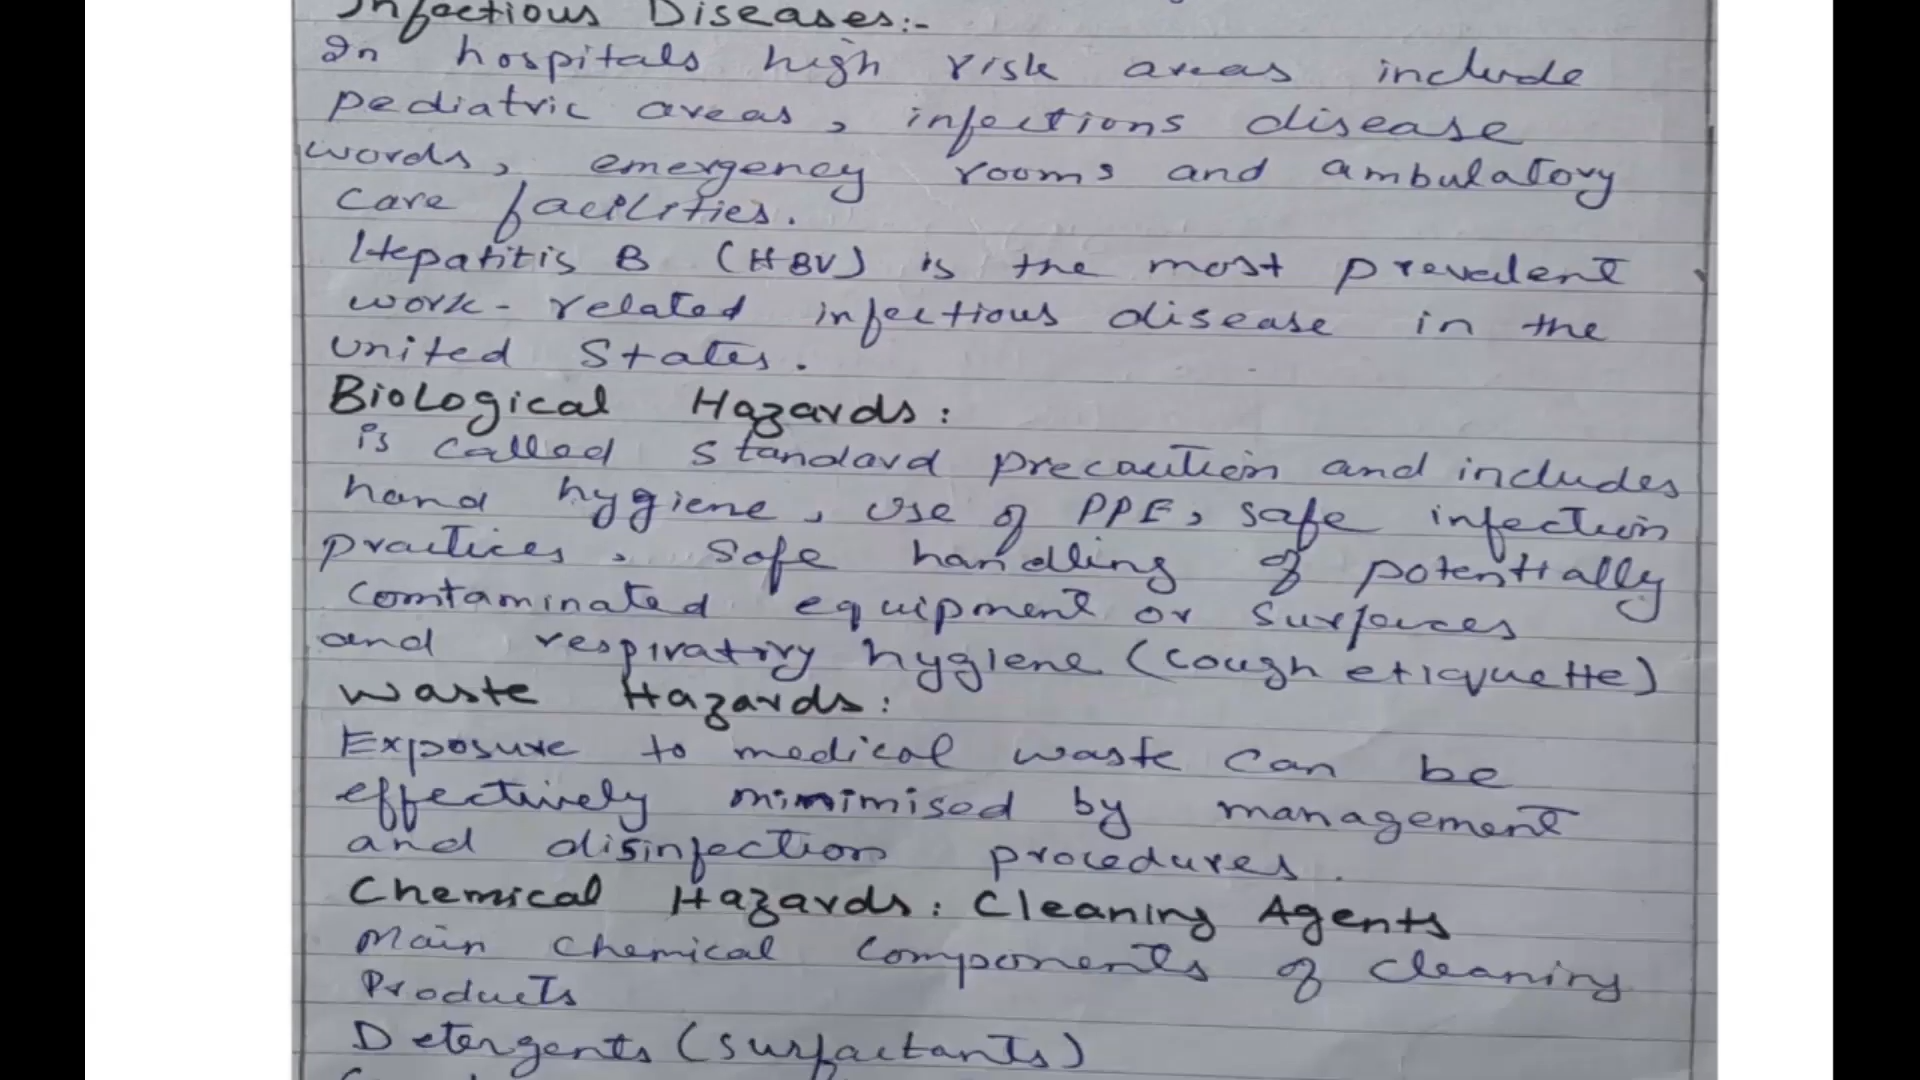 Infectious Diseases:-
In hospitals high risk areas include
pediatric areas, infections disease
words, emergency rooms and ambulatory
care facilities.
Hepatitis B (HBV) is the most prevalent
work-related infectious disease in the
united States.
Biological Hazards:
is called standard precaution and includes
hand hygiene, use of PPE, safe infection
practices, safe handling of potentially
contaminated equipment or surfaces
and respiratiry hygiene (cough etiquette)
Waste Hazards:
Exposure to medical waste can be
effectively minimised by management
and disinfection procedures.
Chemical Hazards: Cleaning Agents
Main chemical components of cleaning
Products
Detergents (surfactants)